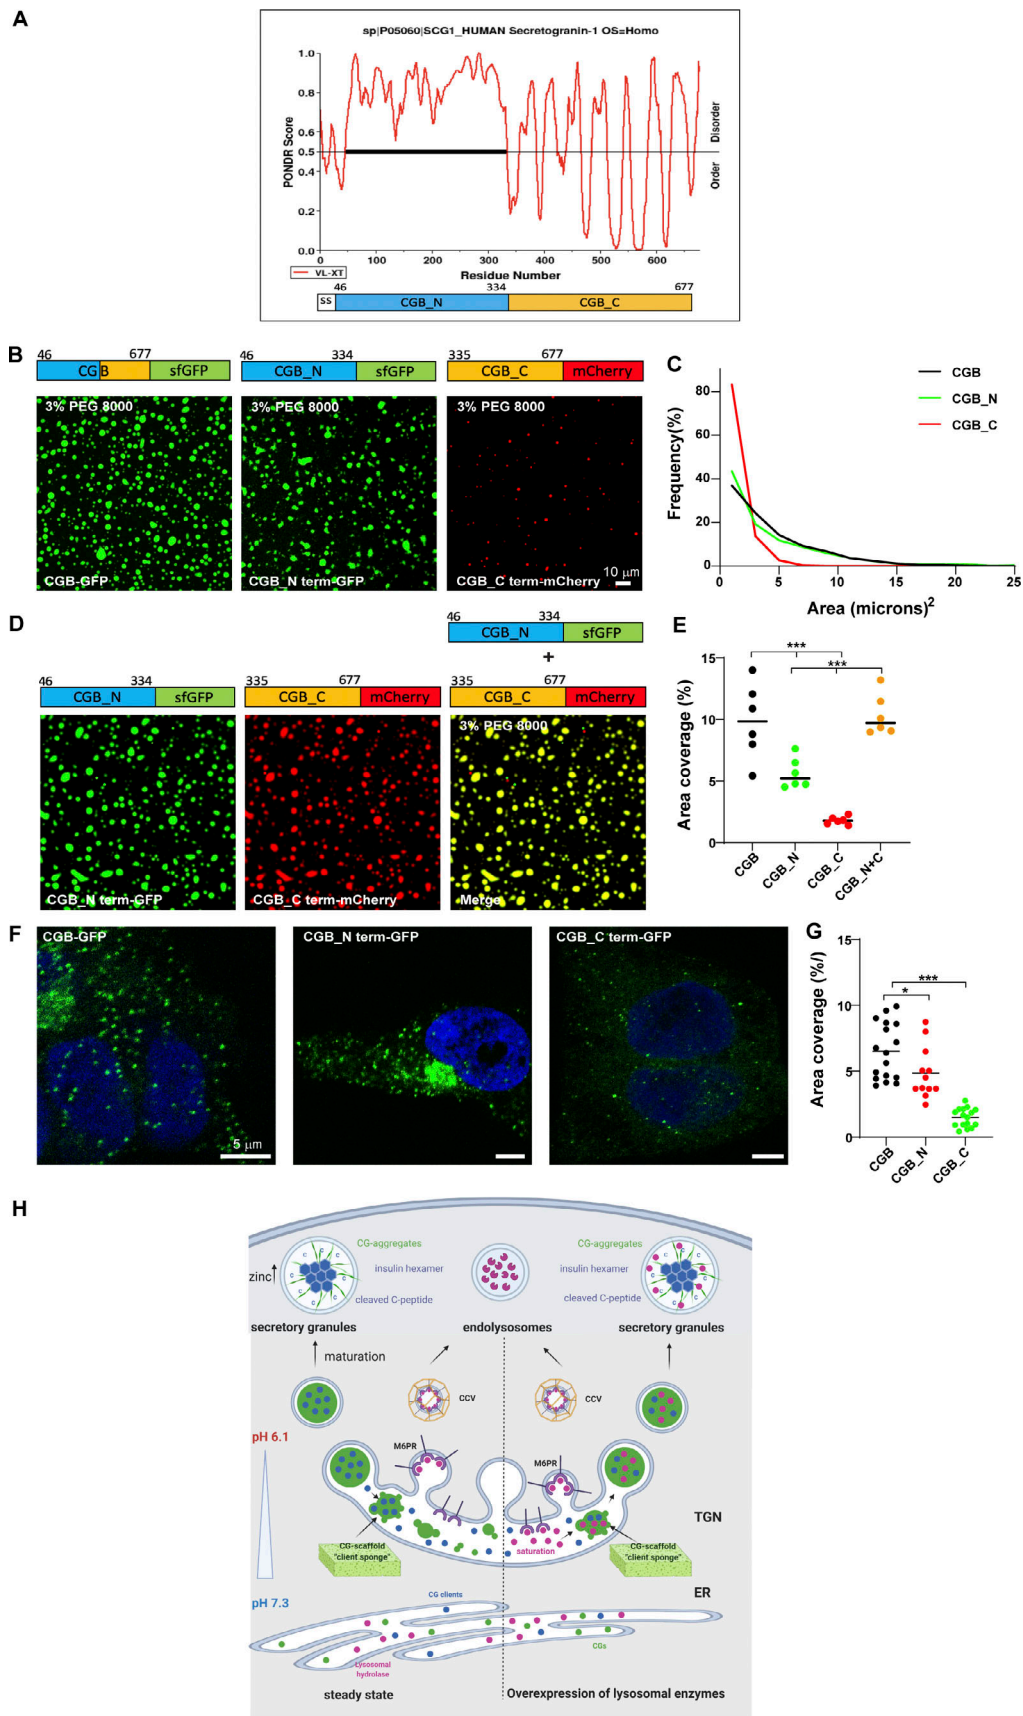 A
sp|P05060|SCG1_HUMAN Secretogranin-1 OS=Homo
PONDR Score
1.0
0.8
0.6
0.5
0.4
0.2
0.0
Disorder
Order
0 100 200 300 400 500 600
VL-XT
Residue Number
46 334 677
SS CGB_N CGB_C
B
46 677
CGB sfGFP
46 334
CGB_N sfGFP
335 677
CGB_C mCherry
3% PEG 8000
CGB-GFP
3% PEG 8000
CGB_N term-GFP
3% PEG 8000
10 µm
CGB_C term-mCherry
C
Frequency(%)
80
60
40
20
0
0 5 10 15 20 25
Area (microns)2
CGB
CGB_N
CGB_C
D
46 334
CGB_N sfGFP
+
46 334
CGB_N sfGFP
335 677
CGB_C mCherry
335 677
CGB_C mCherry
CGB_N term-GFP
CGB_C term-mCherry
3% PEG 8000
Merge
E
Area coverage (%)
15
10
5
0
***
***
CGB
CGB_N
CGB_C
CGB_N+C
F
CGB-GFP
5 µm
CGB_N term-GFP
CGB_C term-GFP
G
Area coverage (%/)
15
10
5
0
***
*
CGB
CGB_N
CGB_C
H
zinc
CG-aggregates
insulin hexamer
cleaved C-peptide
CG-aggregates
insulin hexamer
cleaved C-peptide
secretory granules
endolysosomes
secretory granules
maturation
CCV
CCV
pH 6.1
M6PR
M6PR
TGN
saturation
CG-scaffold
"client sponge"
CG-scaffold
"client sponge"
ER
pH 7.3
CG clients
CGs
Lycosomal
hydrolase
steady state
Overexpression of lysosomal enzymes